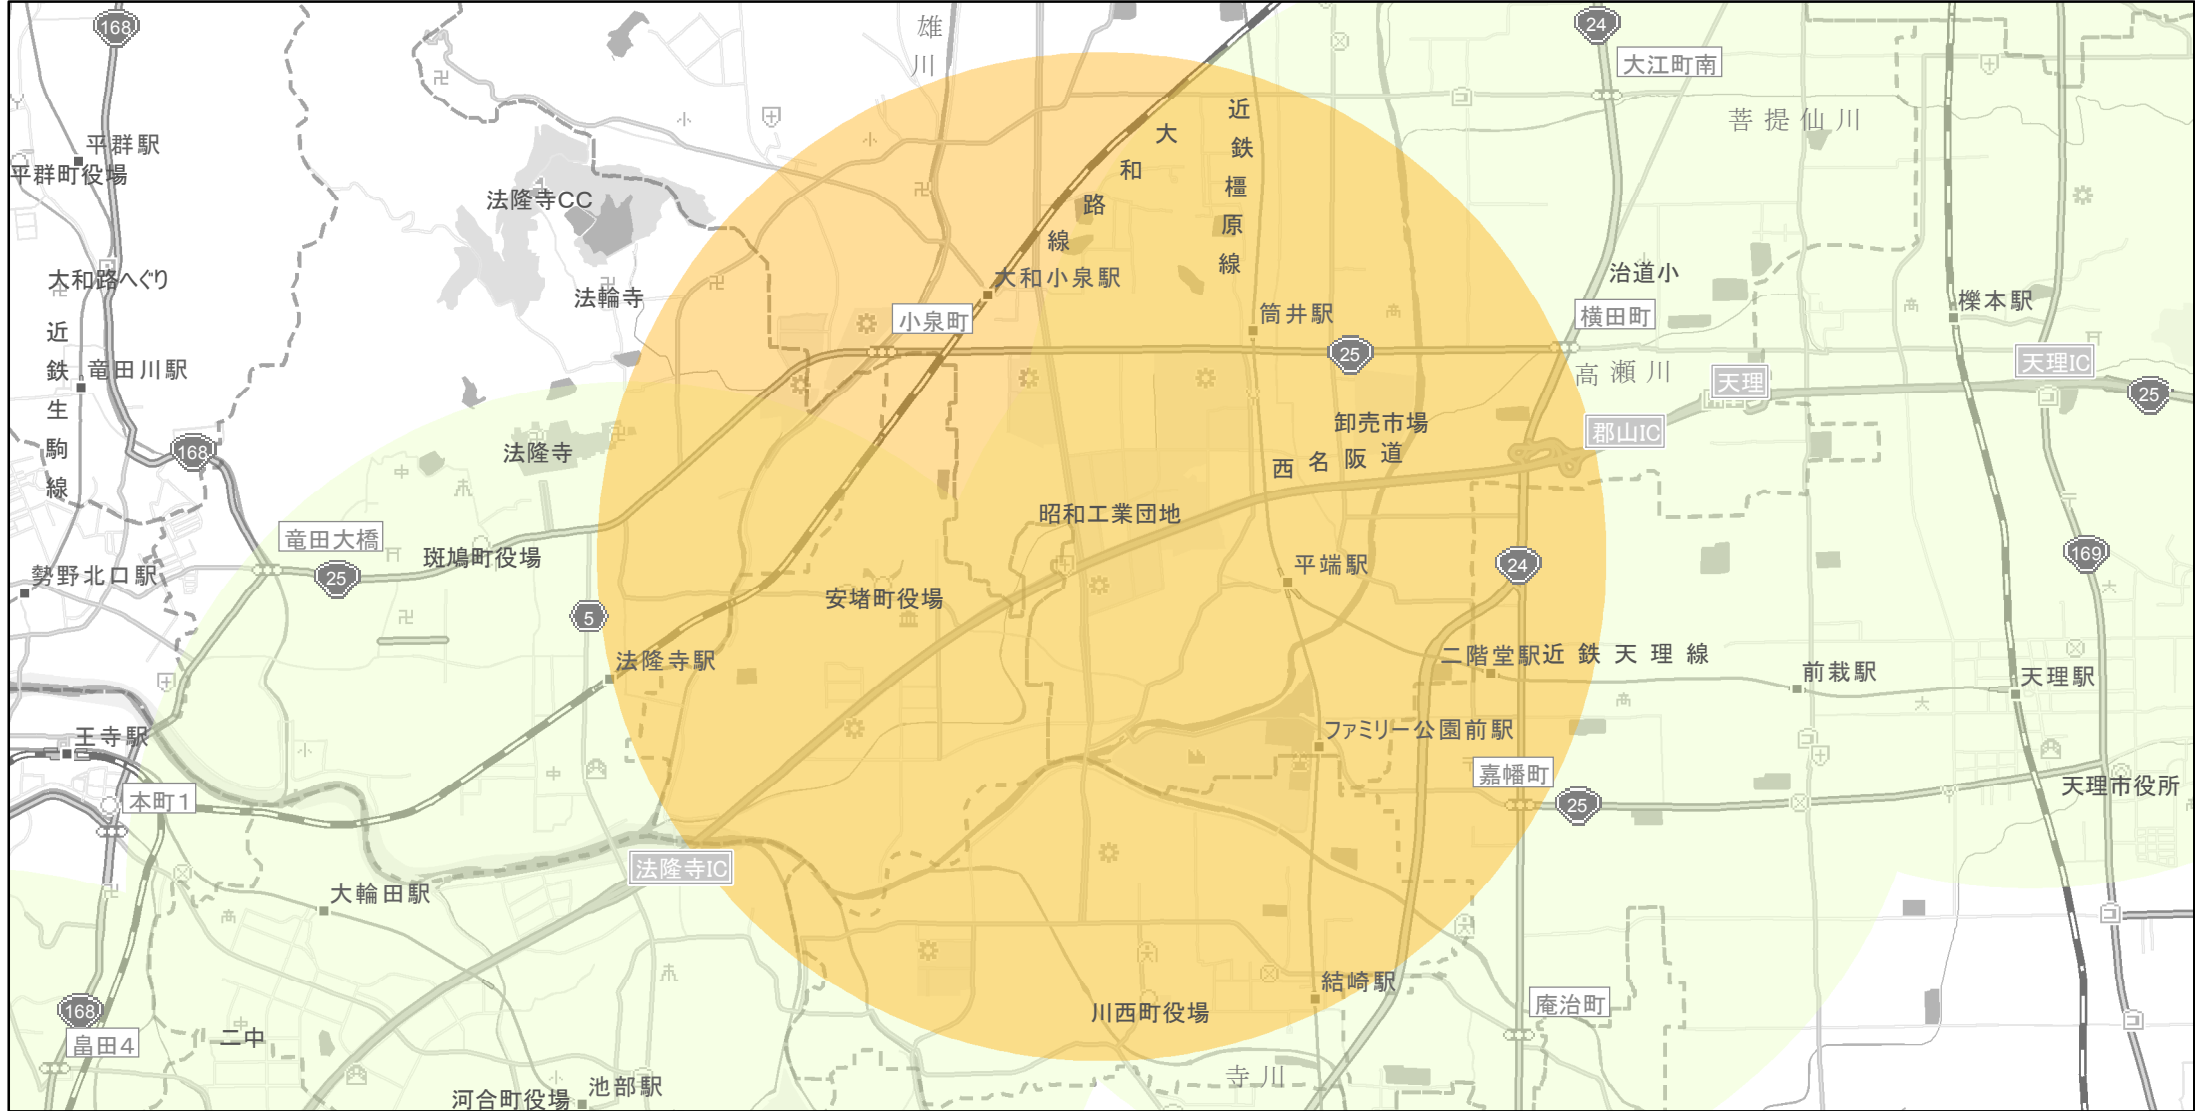 168
雄川
24
大江町南
菩提仙川
平群駅
平群町役場
法隆寺CC
大和路線
近鉄橿原線
大和路へぐり
法輪寺
大和小泉駅
小泉町
筒井駅
治道小
横田町
櫟本駅
近鉄生駒線
竜田川駅
25
高瀬川
天理
天理IC
25
168
法隆寺
卸売市場
西名阪道
郡山IC
昭和工業団地
竜田大橋
斑鳩町役場
勢野北口駅
25
5
安堵町役場
平端駅
24
169
法隆寺駅
二階堂駅
近鉄天理線
前栽駅
天理駅
王寺駅
ファミリー公園前駅
本町1
嘉幡町
25
天理市役所
法隆寺IC
大輪田駅
結崎駅
168
川西町役場
庵治町
畠田4
二中
寺川
河合町役場
池部駅